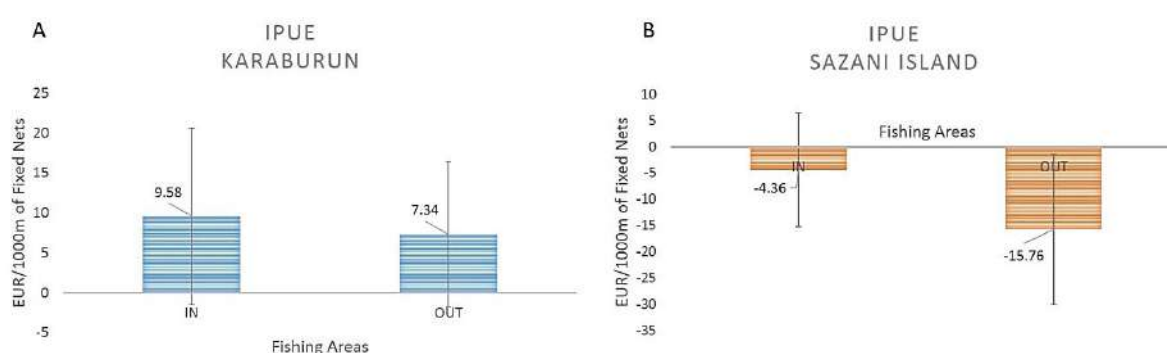 A
IPUE
KARABURUN
EUR/1000m of Fixed Nets
25
20
15
10
5
0
-5
9.58
7.34
IN
OUT
Fishing Areas
B
IPUE
SAZANI ISLAND
EUR/1000m of Fixed Nets
10
5
0
-5
-10
-15
-20
-25
-30
-35
Fishing Areas
IN
OUT
-4.36
-15.76